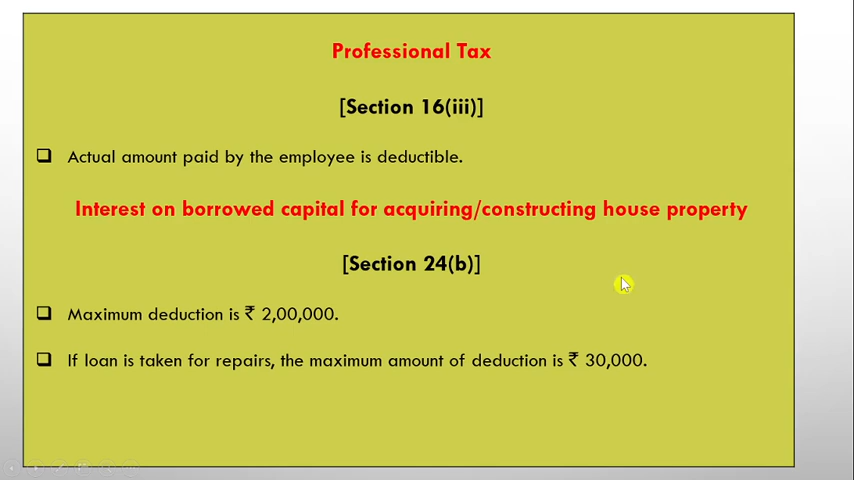 Professional Tax
[Section 16(iii)]
❑ Actual amount paid by the employee is deductible.
Interest on borrowed capital for acquiring/constructing house property
[Section 24(b)]
❑ Maximum deduction is ₹ 2,00,000.
❑ If loan is taken for repairs, the maximum amount of deduction is ₹ 30,000.